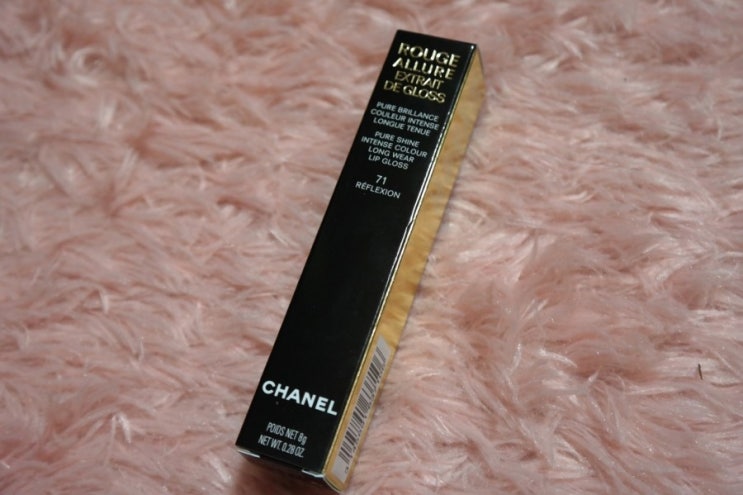 ROUGE
ALLURE
EXTRAIT
DE GLOSS
PURE BRILLANCE
COULEUR INTENSE
LONGUE TENUE
PURE SHINE
INTENSE COLOUR
LONG WEAR
LIP GLOSS
71
RÉFLEXION
CHANEL
POIDS NET 8g
NET WT. 0.28 OZ.